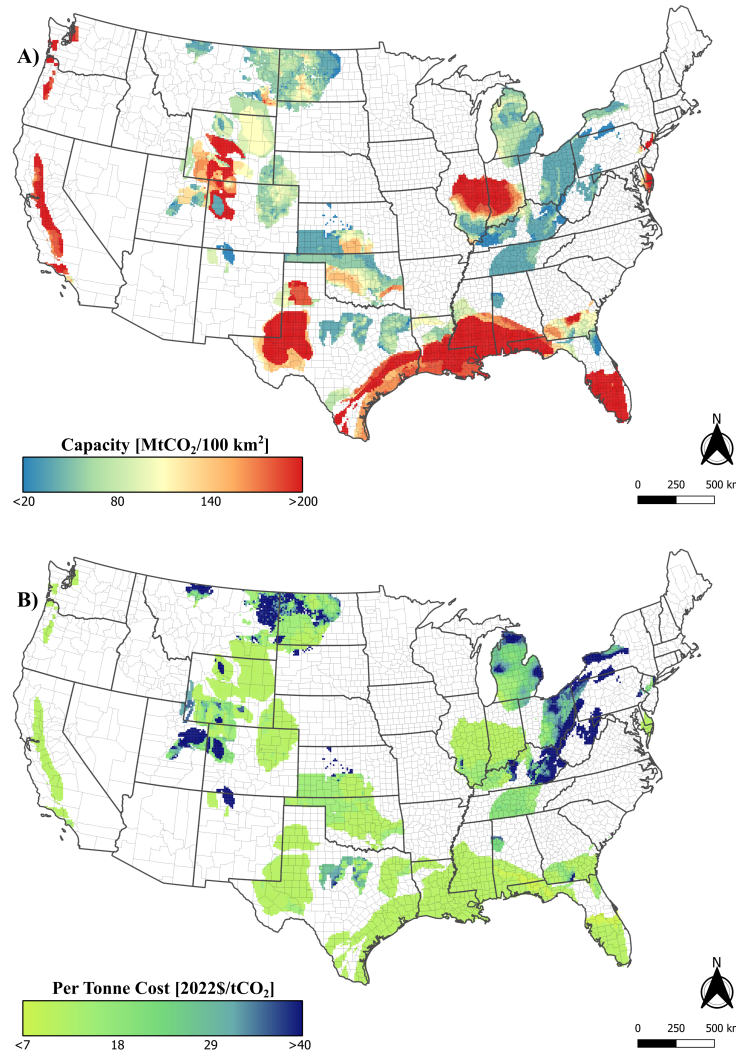 A)
Capacity [MtCO₂/100 km²]
<20 80 140 >200
N
0 250 500 km
B)
Per Tonne Cost [2022$/tCO₂]
<7 18 29 >40
N
0 250 500 km